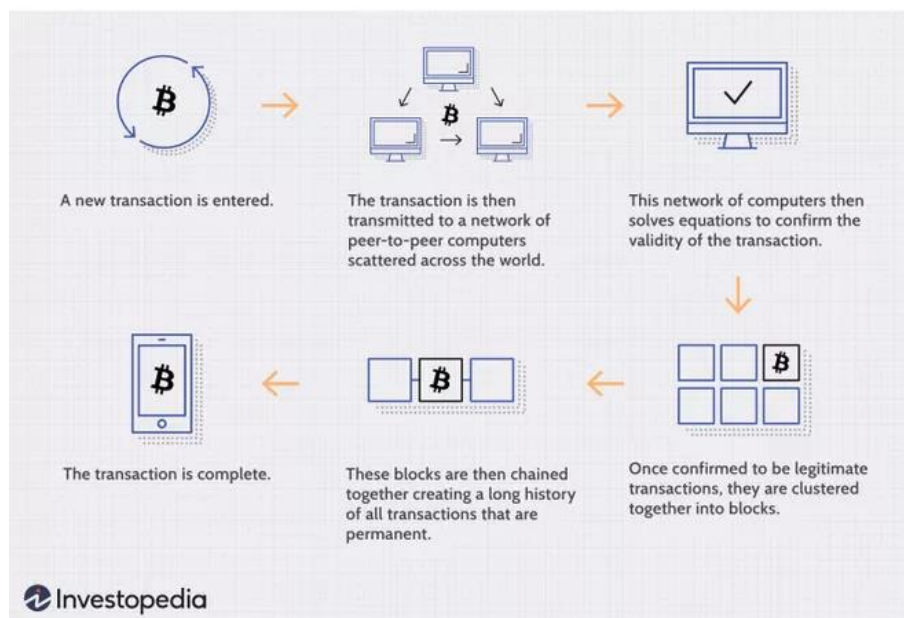 A new transaction is entered.
The transaction is then
transmitted to a network of
peer-to-peer computers
scattered across the world.
This network of computers then
solves equations to confirm the
validity of the transaction.
Once confirmed to be legitimate
transactions, they are clustered
together into blocks.
These blocks are then chained
together creating a long history
of all transactions that are
permanent.
The transaction is complete.
Investopedia